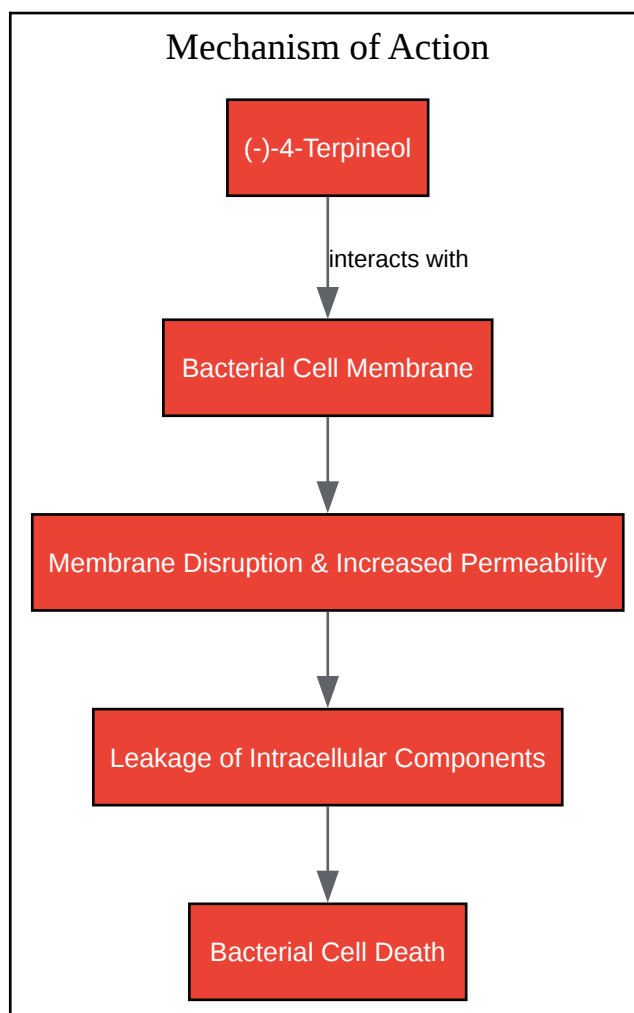 Mechanism of Action
(-)-4-Terpineol
interacts with
Bacterial Cell Membrane
Membrane Disruption & Increased Permeability
Leakage of Intracellular Components
Bacterial Cell Death